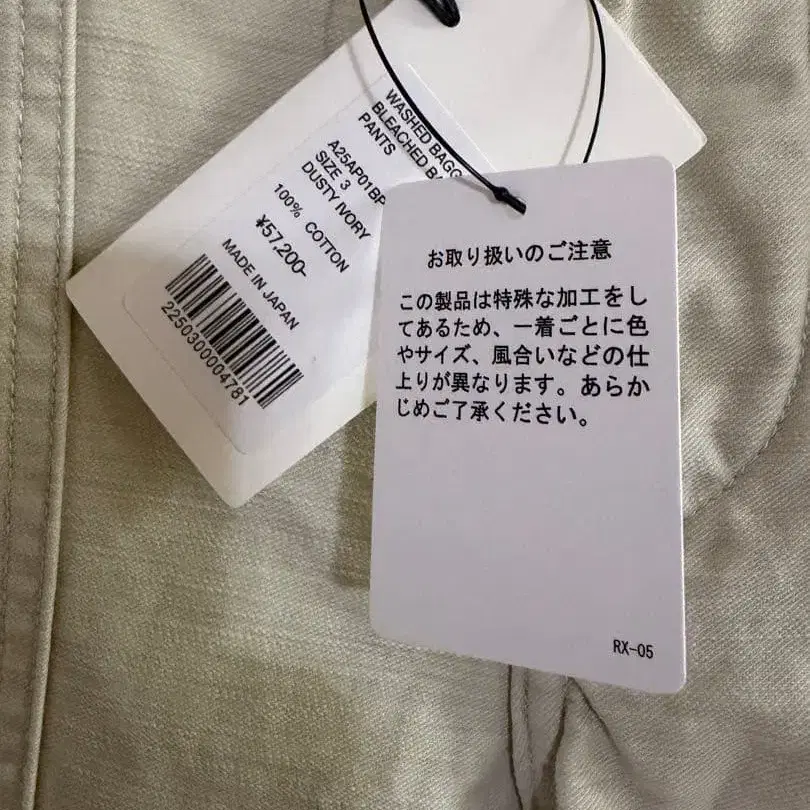 WASHED
BLEACHED
PANTS
SIZE 3
DUSTY IVORY
100% COTTON
¥57,200-
MADE IN JAPAN
2250300004781
お取り扱いのご注意
この製品は特殊な加工をし
てあるため、一着ごとに色
やサイズ、風合いなどの仕
上りが異なります。あらか
じめご了承ください。
RX-05